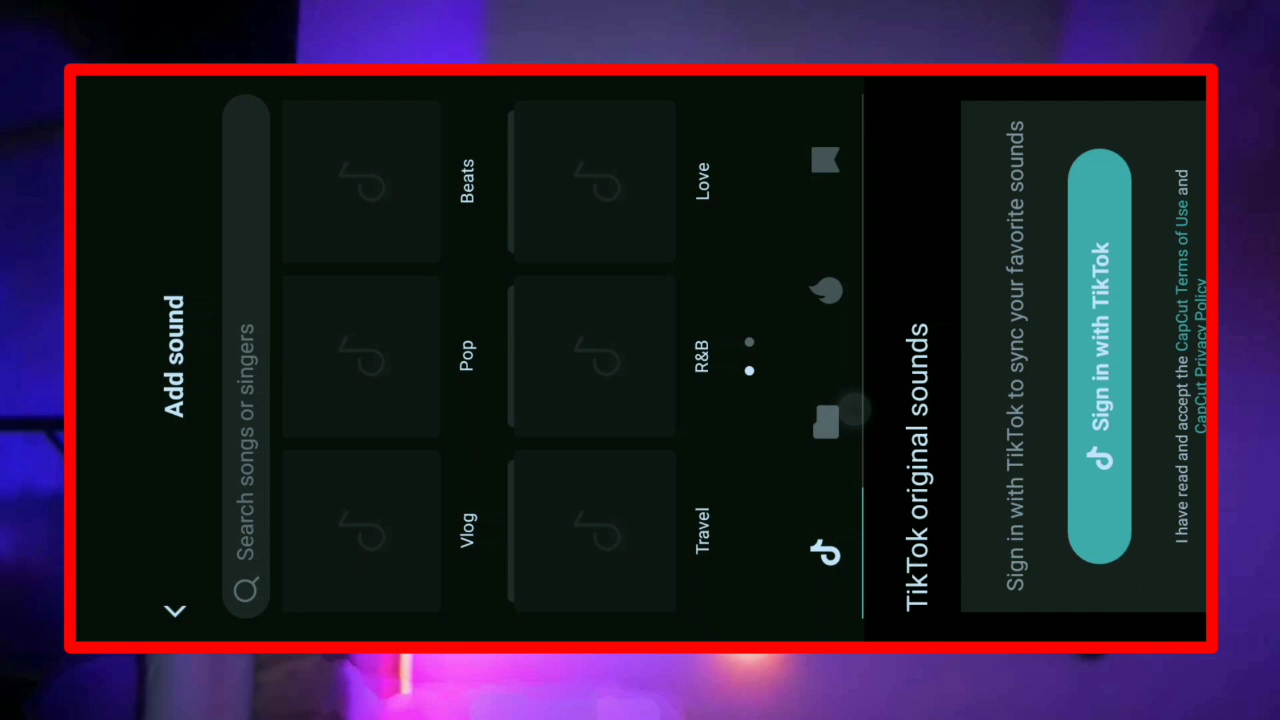 Add sound
Search songs or singers
Vlog
Pop
Beats
Travel
R&B
Love
TikTok original sounds
Sign in with TikTok to sync your favorite sounds
Sign in with TikTok
I have read and accept the CapCut Terms of Use and
CapCut Privacy Policy